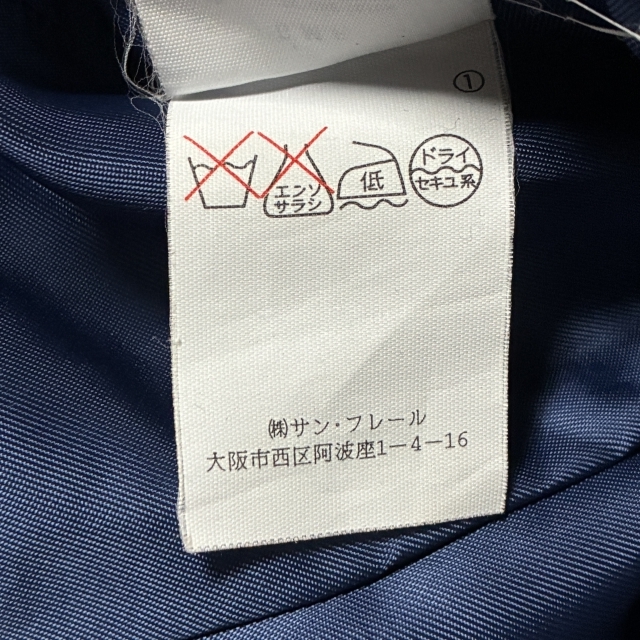 ①
エンソ
サラシ
低
ドライ
セキユ系
㈱サン・フレール
大阪市西区阿波座1−4−16